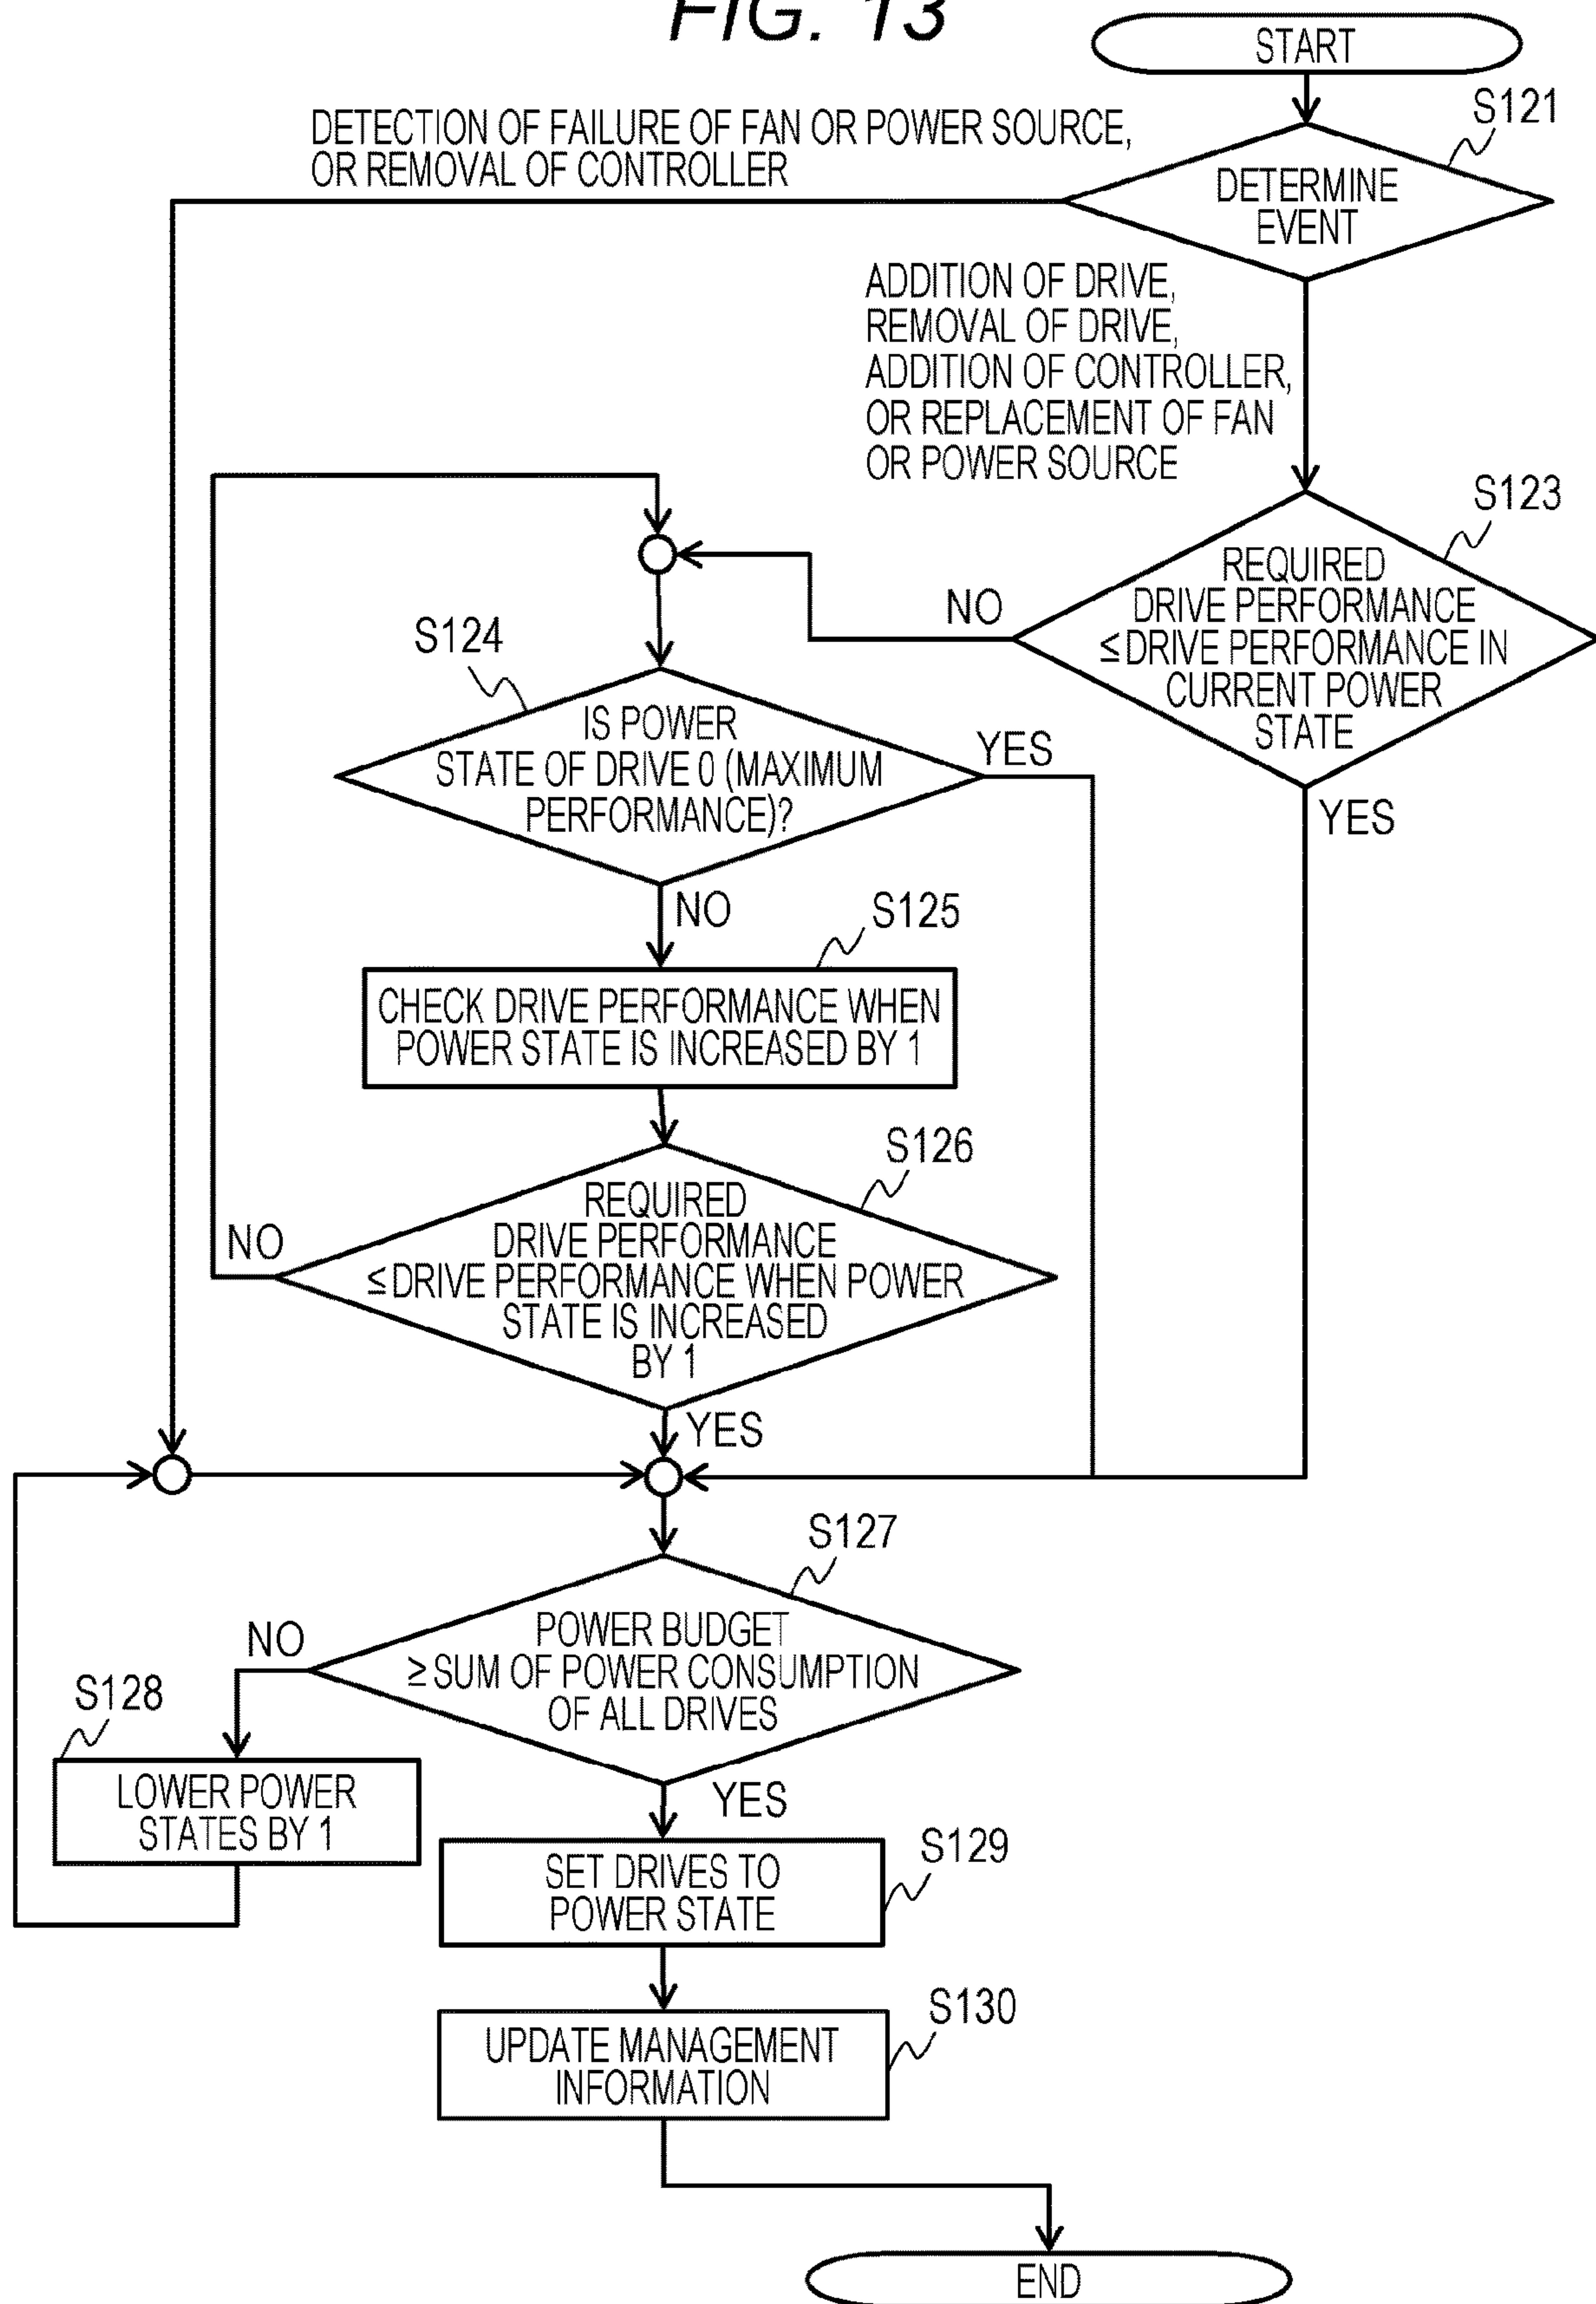 FIG. 13
START
S121
DETECTION OF FAILURE OF FAN OR POWER SOURCE,
OR REMOVAL OF CONTROLLER
DETERMINE
EVENT
ADDITION OF DRIVE,
REMOVAL OF DRIVE,
ADDITION OF CONTROLLER,
OR REPLACEMENT OF FAN
OR POWER SOURCE
S123
REQUIRED
DRIVE PERFORMANCE
≤ DRIVE PERFORMANCE IN
CURRENT POWER
STATE
NO
YES
S124
IS POWER
STATE OF DRIVE 0 (MAXIMUM
PERFORMANCE)?
YES
NO
S125
CHECK DRIVE PERFORMANCE WHEN
POWER STATE IS INCREASED BY 1
S126
REQUIRED
DRIVE PERFORMANCE
≤ DRIVE PERFORMANCE WHEN POWER
STATE IS INCREASED
BY 1
NO
YES
S127
POWER BUDGET
≥ SUM OF POWER CONSUMPTION
OF ALL DRIVES
NO
S128
LOWER POWER
STATES BY 1
YES
S129
SET DRIVES TO
POWER STATE
S130
UPDATE MANAGEMENT
INFORMATION
END